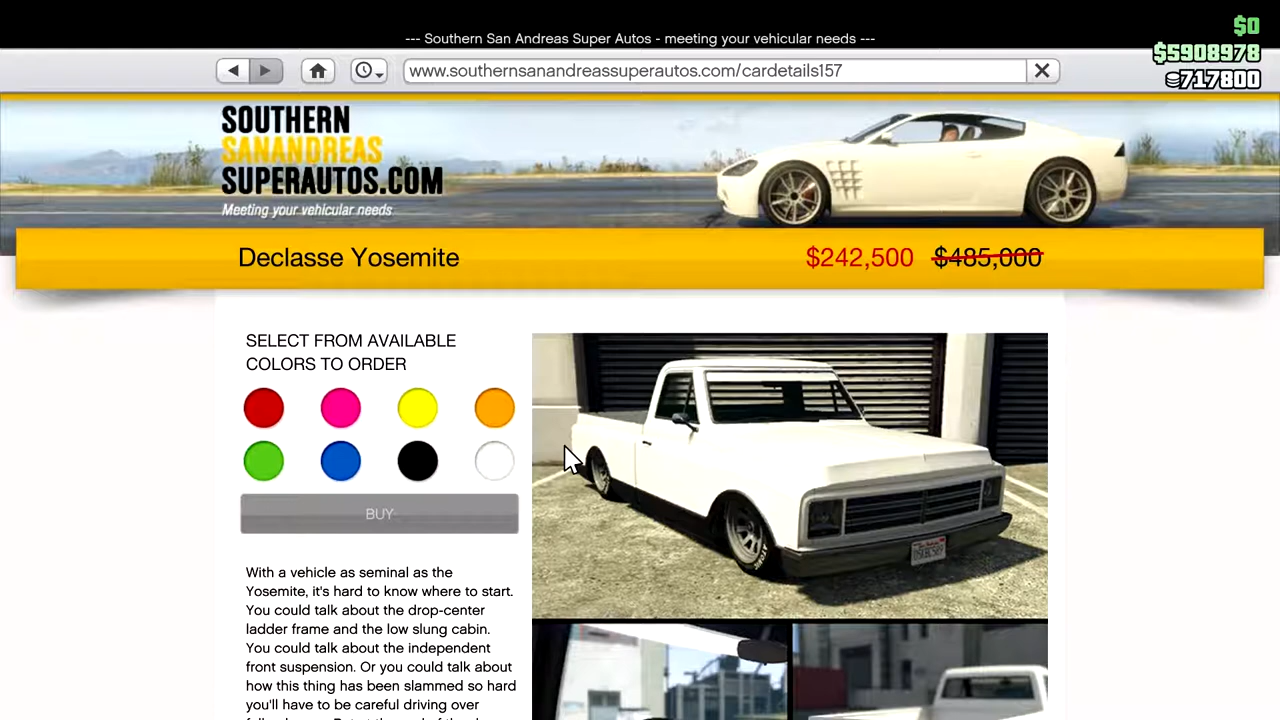 --- Southern San Andreas Super Autos - meeting your vehicular needs ---
$0
$5908978
717800
www.southernsanandreassuperautos.com/cardetails157
SOUTHERN
SANANDREAS
SUPERAUTOS.COM
Meeting your vehicular needs
Declasse Yosemite
$242,500 $485,000
SELECT FROM AVAILABLE
COLORS TO ORDER
BUY
With a vehicle as seminal as the
Yosemite, it's hard to know where to start.
You could talk about the drop-center
ladder frame and the low slung cabin.
You could talk about the independent
front suspension. Or you could talk about
how this thing has been slammed so hard
you'll have to be careful driving over